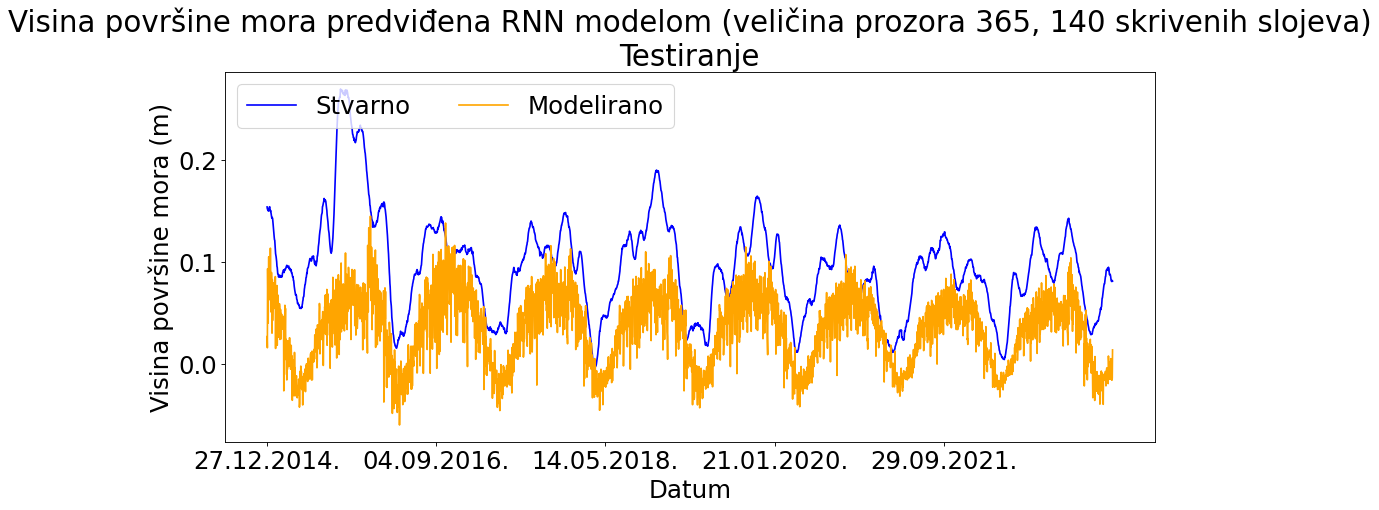 Visina površine mora predviđena RNN modelom (veličina prozora 365, 140 skrivenih slojeva)
Testiranje
Stvarno
Modelirano
Visina površine mora (m)
0.2
0.1
0.0
27.12.2014.
04.09.2016.
14.05.2018.
21.01.2020.
29.09.2021.
Datum